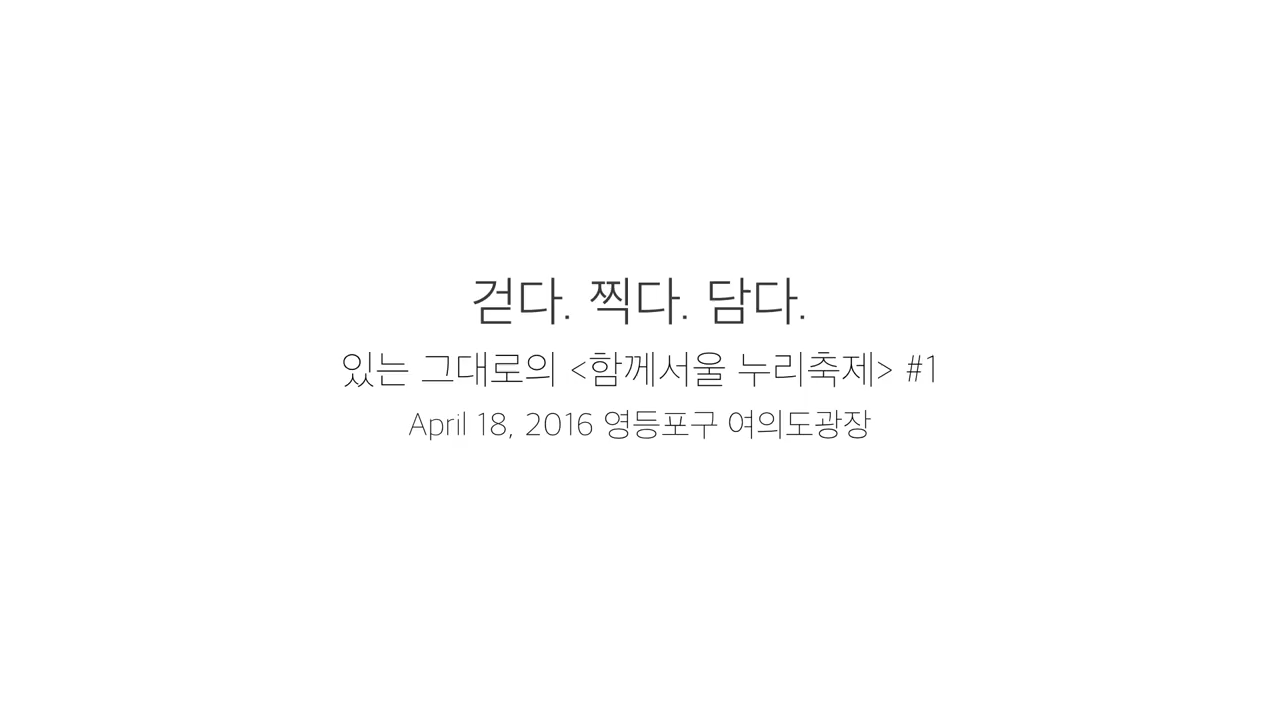 걷다. 찍다. 담다.
있는 그대로의 <함께서울 누리축제> #1
April 18, 2016 영등포구 여의도광장